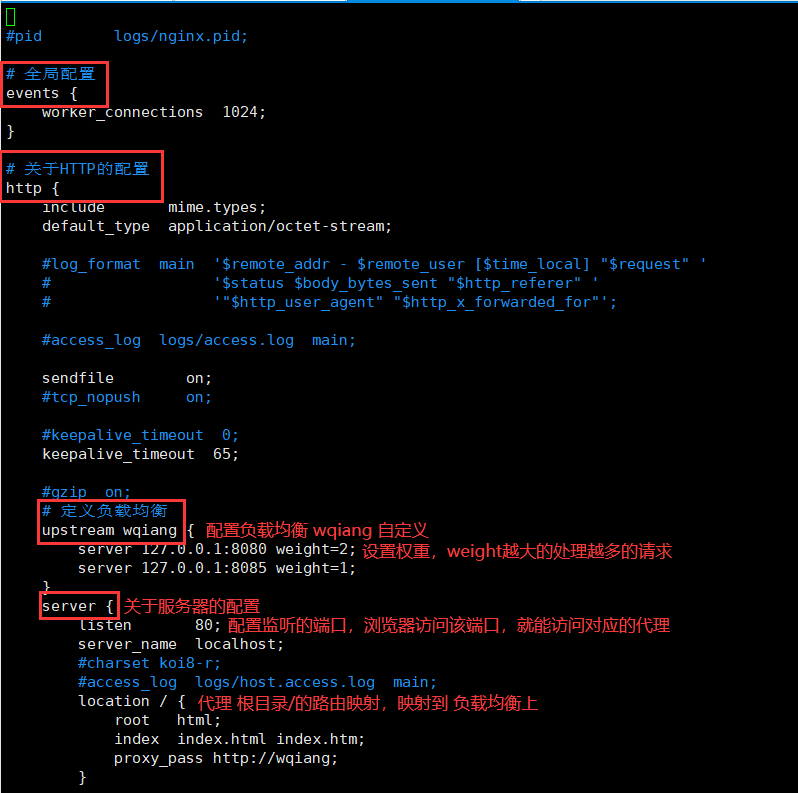 #pid        logs/nginx.pid;
# 全局配置
events {
    worker_connections  1024;
}
# 关于HTTP的配置
http {
    include       mime.types;
    default_type  application/octet-stream;
    #log_format  main  '$remote_addr - $remote_user [$time_local] "$request" '
    #                  '$status $body_bytes_sent "$http_referer" '
    #                  '"$http_user_agent" "$http_x_forwarded_for"';
    #access_log  logs/access.log  main;
    sendfile        on;
    #tcp_nopush     on;
    #keepalive_timeout  0;
    keepalive_timeout  65;
    #gzip  on;
    # 定义负载均衡
    upstream wqiang { 配置负载均衡 wqiang 自定义
        server 127.0.0.1:8080 weight=2; 设置权重，weight越大的处理越多的请求
        server 127.0.0.1:8085 weight=1;
    }
    server { 关于服务器的配置
        listen       80; 配置监听的端口，浏览器访问该端口，就能访问对应的代理
        server_name  localhost;
        #charset koi8-r;
        #access_log  logs/host.access.log  main;
        location / { 代理 根目录/的路由映射，映射到 负载均衡上
            root   html;
            index  index.html index.htm;
            proxy_pass http://wqiang;
        }